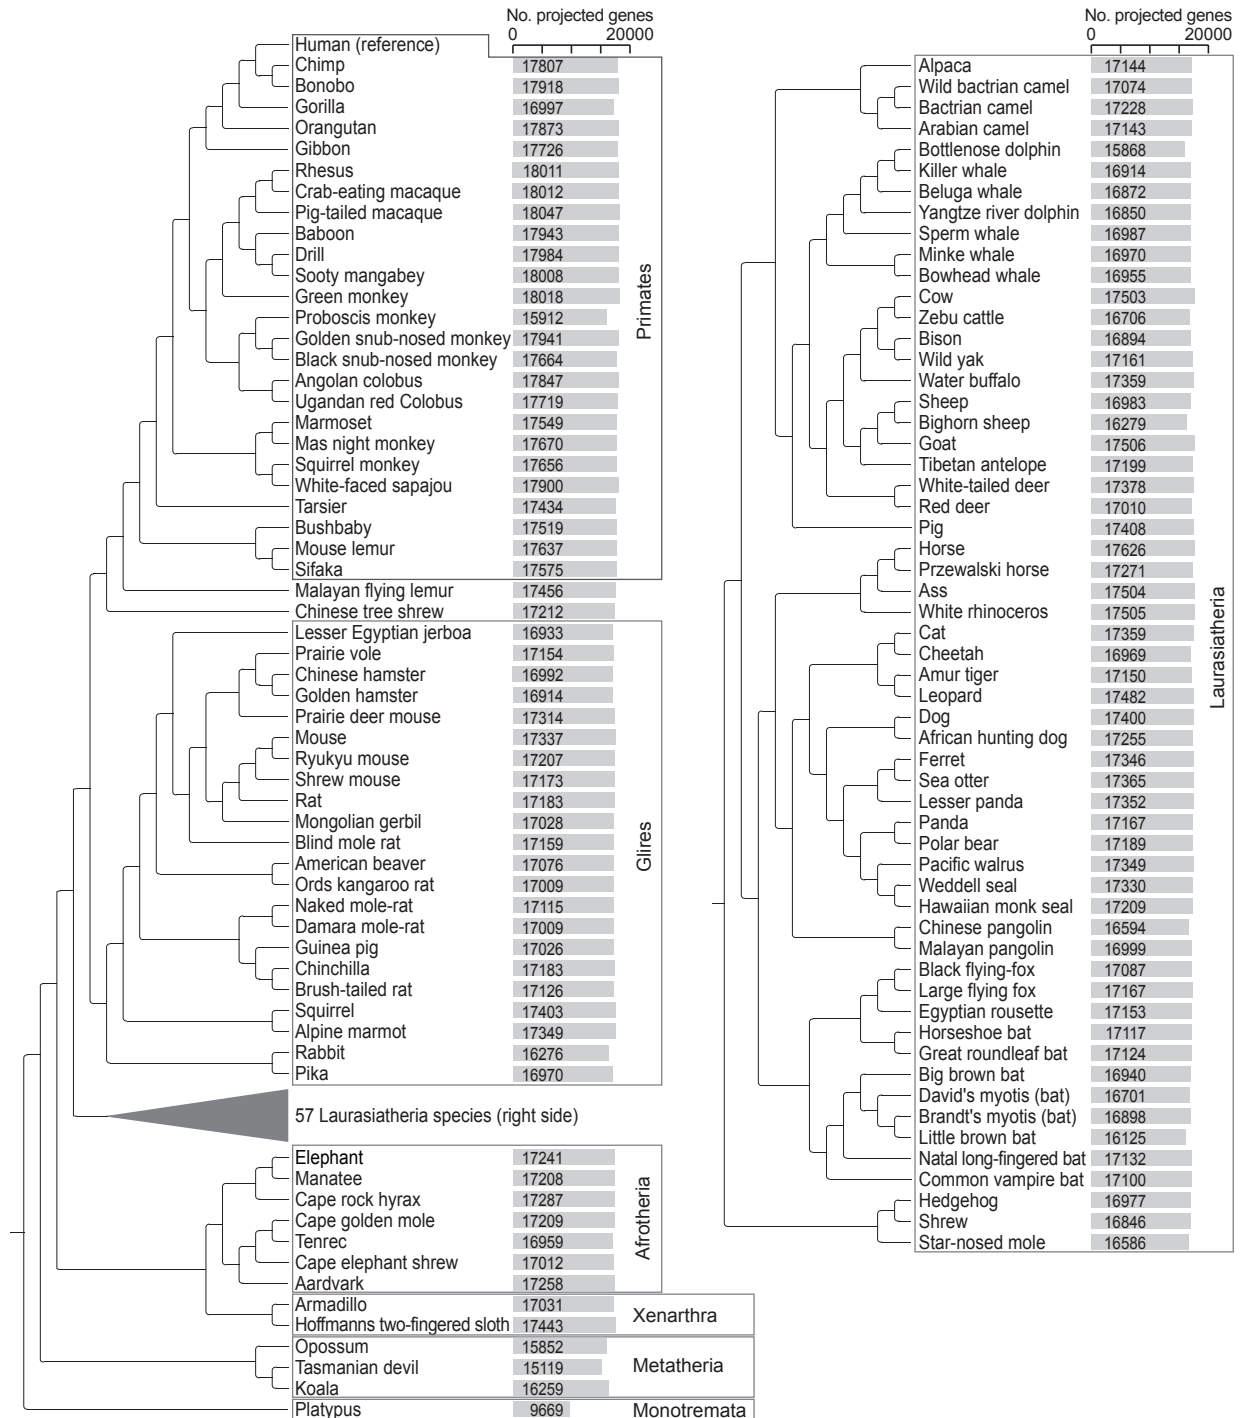 No. projected genes
0 20000
Human (reference)
Chimp 17807
Bonobo 17918
Gorilla 16997
Orangutan 17873
Gibbon 17726
Rhesus 18011
Crab-eating macaque 18012
Pig-tailed macaque 18047
Baboon 17943
Drill 17984
Sooty mangabey 18008
Green monkey 18018
Proboscis monkey 15912
Golden snub-nosed monkey 17941
Black snub-nosed monkey 17664
Angolan colobus 17847
Ugandan red Colobus 17719
Marmoset 17549
Mas night monkey 17670
Squirrel monkey 17656
White-faced sapajou 17900
Tarsier 17434
Bushbaby 17519
Mouse lemur 17637
Sifaka 17575
Primates
Malayan flying lemur 17456
Chinese tree shrew 17212
Lesser Egyptian jerboa 16933
Prairie vole 17154
Chinese hamster 16992
Golden hamster 16914
Prairie deer mouse 17314
Mouse 17337
Ryukyu mouse 17207
Shrew mouse 17173
Rat 17183
Mongolian gerbil 17028
Blind mole rat 17159
American beaver 17076
Ords kangaroo rat 17009
Naked mole-rat 17115
Damara mole-rat 17009
Guinea pig 17026
Chinchilla 17183
Brush-tailed rat 17126
Squirrel 17403
Alpine marmot 17349
Rabbit 16276
Pika 16970
Glires
57 Laurasiatheria species (right side)
Elephant 17241
Manatee 17208
Cape rock hyrax 17287
Cape golden mole 17209
Tenrec 16959
Cape elephant shrew 17012
Aardvark 17258
Afrotheria
Armadillo 17031
Hoffmanns two-fingered sloth 17443
Xenarthra
Opossum 15852
Tasmanian devil 15119
Koala 16259
Metatheria
Platypus 9669
Monotremata
No. projected genes
0 20000
Alpaca 17144
Wild bactrian camel 17074
Bactrian camel 17228
Arabian camel 17143
Bottlenose dolphin 15868
Killer whale 16914
Beluga whale 16872
Yangtze river dolphin 16850
Sperm whale 16987
Minke whale 16970
Bowhead whale 16955
Cow 17503
Zebu cattle 16706
Bison 16894
Wild yak 17161
Water buffalo 17359
Sheep 16983
Bighorn sheep 16279
Goat 17506
Tibetan antelope 17199
White-tailed deer 17378
Red deer 17010
Pig 17408
Horse 17626
Przewalski horse 17271
Ass 17504
White rhinoceros 17505
Cat 17359
Cheetah 16969
Amur tiger 17150
Leopard 17482
Dog 17400
African hunting dog 17255
Ferret 17346
Sea otter 17365
Lesser panda 17352
Panda 17167
Polar bear 17189
Pacific walrus 17349
Weddell seal 17330
Hawaiian monk seal 17209
Chinese pangolin 16594
Malayan pangolin 16999
Black flying-fox 17087
Large flying fox 17167
Egyptian rousette 17153
Horseshoe bat 17117
Great roundleaf bat 17124
Big brown bat 16940
David's myotis (bat) 16701
Brandt's myotis (bat) 16898
Little brown bat 16125
Natal long-fingered bat 17132
Common vampire bat 17100
Hedgehog 16977
Shrew 16846
Star-nosed mole 16586
Laurasiatheria